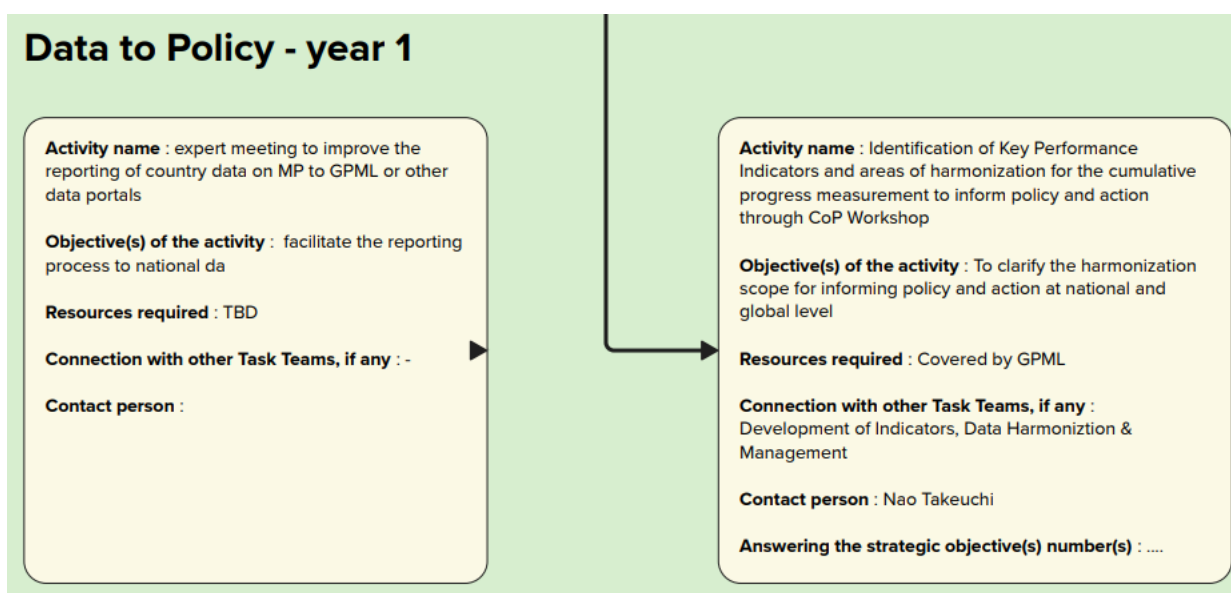 Data to Policy - year 1
Activity name : expert meeting to improve the
reporting of country data on MP to GPML or other
data portals
Objective(s) of the activity : facilitate the reporting
process to national da
Resources required : TBD
Connection with other Task Teams, if any : -
Contact person :
Activity name : Identification of Key Performance
Indicators and areas of harmonization for the cumulative
progress measurement to inform policy and action
through CoP Workshop
Objective(s) of the activity : To clarify the harmonization
scope for informing policy and action at national and
global level
Resources required : Covered by GPML
Connection with other Task Teams, if any :
Development of Indicators, Data Harmoniztion &
Management
Contact person : Nao Takeuchi
Answering the strategic objective(s) number(s) : ....